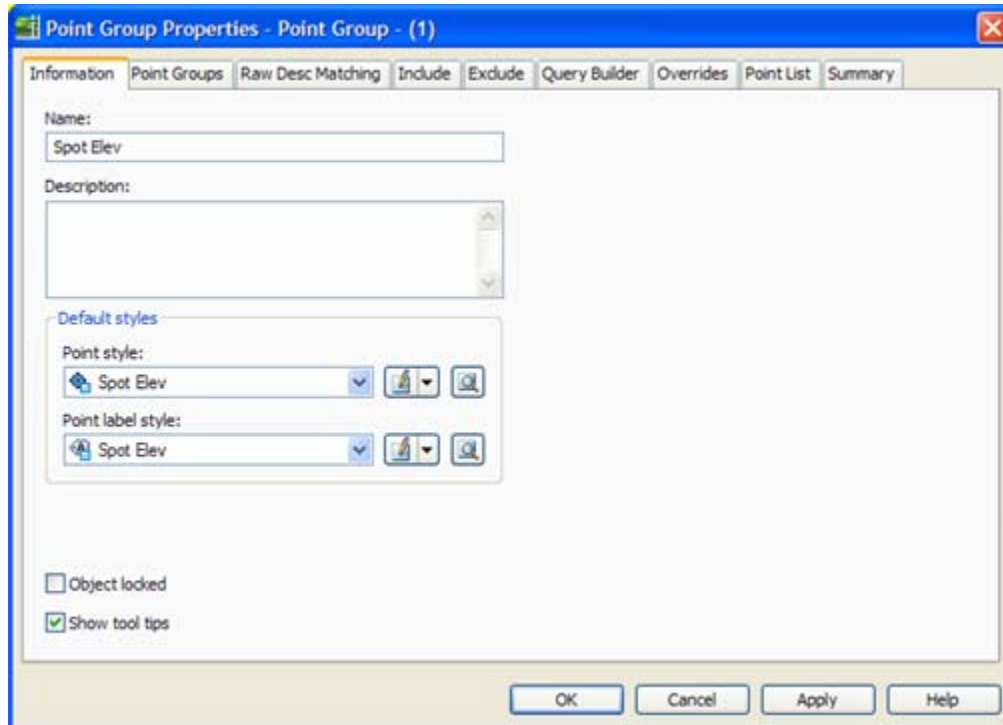 Point Group Properties - Point Group - (1)
Information Point Groups Raw Desc Matching Include Exclude Query Builder Overrides Point List Summary
Name:
Spot Elev
Description:
Default styles
Point style:
Spot Elev
Point label style:
Spot Elev
Object locked
Show tool tips
OK Cancel Apply Help